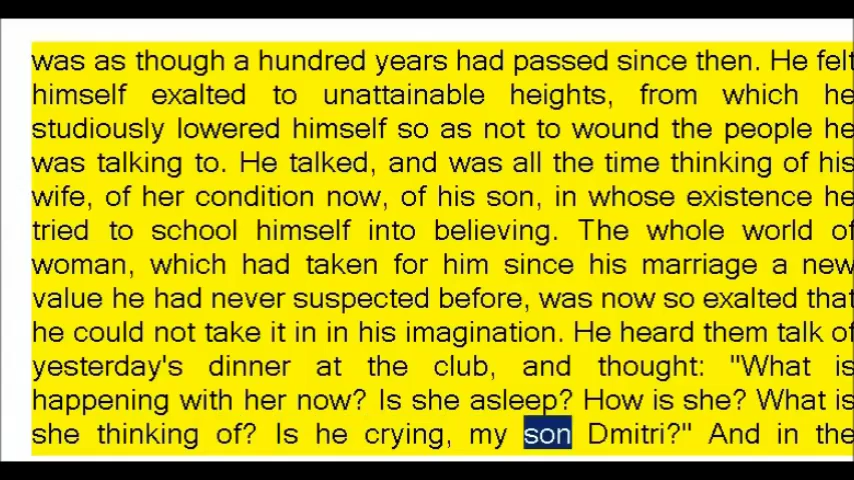 was as though a hundred years had passed since then. He felt
himself exalted to unattainable heights, from which he
studiously lowered himself so as not to wound the people he
was talking to. He talked, and was all the time thinking of his
wife, of her condition now, of his son, in whose existence he
tried to school himself into believing. The whole world of
woman, which had taken for him since his marriage a new
value he had never suspected before, was now so exalted that
he could not take it in in his imagination. He heard them talk of
yesterday's dinner at the club, and thought: "What is
happening with her now? Is she asleep? How is she? What is
she thinking of? Is he crying, my son Dmitri?" And in the